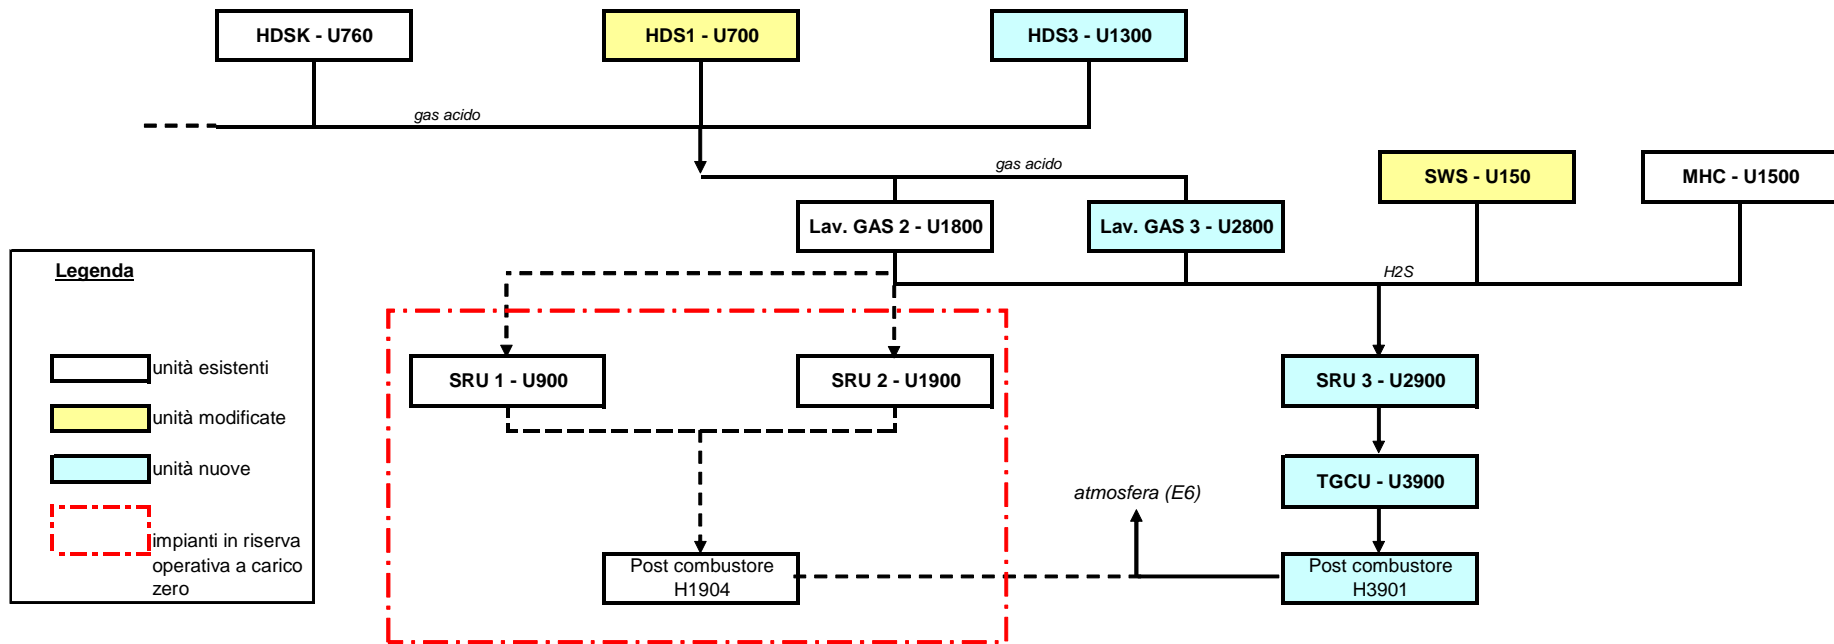 HDSK - U760
HDS1 - U700
HDS3 - U1300
gas acido
gas acido
SWS - U150
MHC - U1500
Lav. GAS 2 - U1800
Lav. GAS 3 - U2800
H2S
Legenda
unità esistenti
unità modificate
unità nuove
impianti in riserva
operativa a carico
zero
SRU 1 - U900
SRU 2 - U1900
SRU 3 - U2900
TGCU - U3900
atmosfera (E6)
Post combustore
H1904
Post combustore
H3901